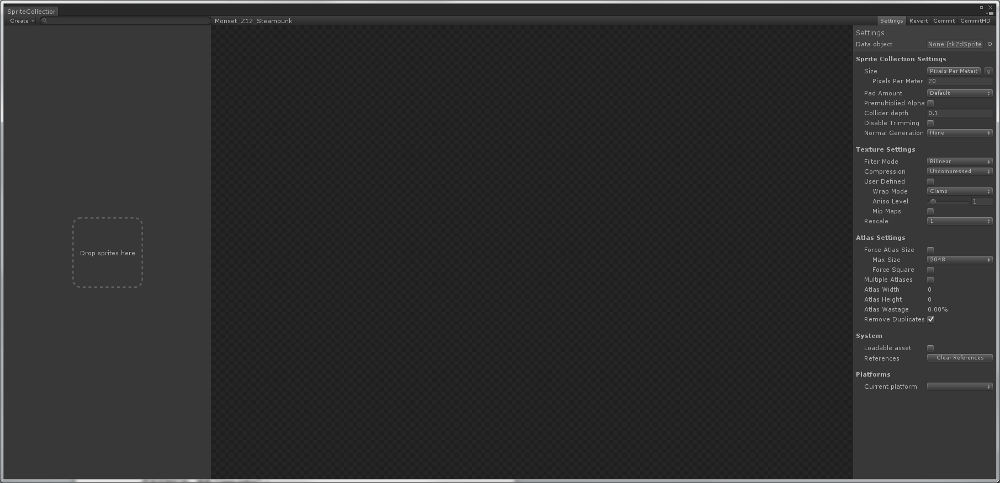 SpriteCollection
Create
Monset_Z12_Steampunk
Settings Revert Commit CommitHD
Settings
Data object None (tk2dSprite
Sprite Collection Settings
Size Pixels Per Meter g
Pixels Per Meter 20
Pad Amount Default
Premultiplied Alpha
Collider depth 0.1
Disable Trimming
Normal Generation None
Texture Settings
Filter Mode Bilinear
Compression Uncompressed
User Defined
Wrap Mode Clamp
Aniso Level 1
Mip Maps
Rescale 1
Atlas Settings
Force Atlas Size
Max Size 2048
Force Square
Multiple Atlases
Atlas Width 0
Atlas Height 0
Atlas Wastage 0.00%
Remove Duplicates
System
Loadable asset
References Clear References
Platforms
Current platform
Drop sprites here